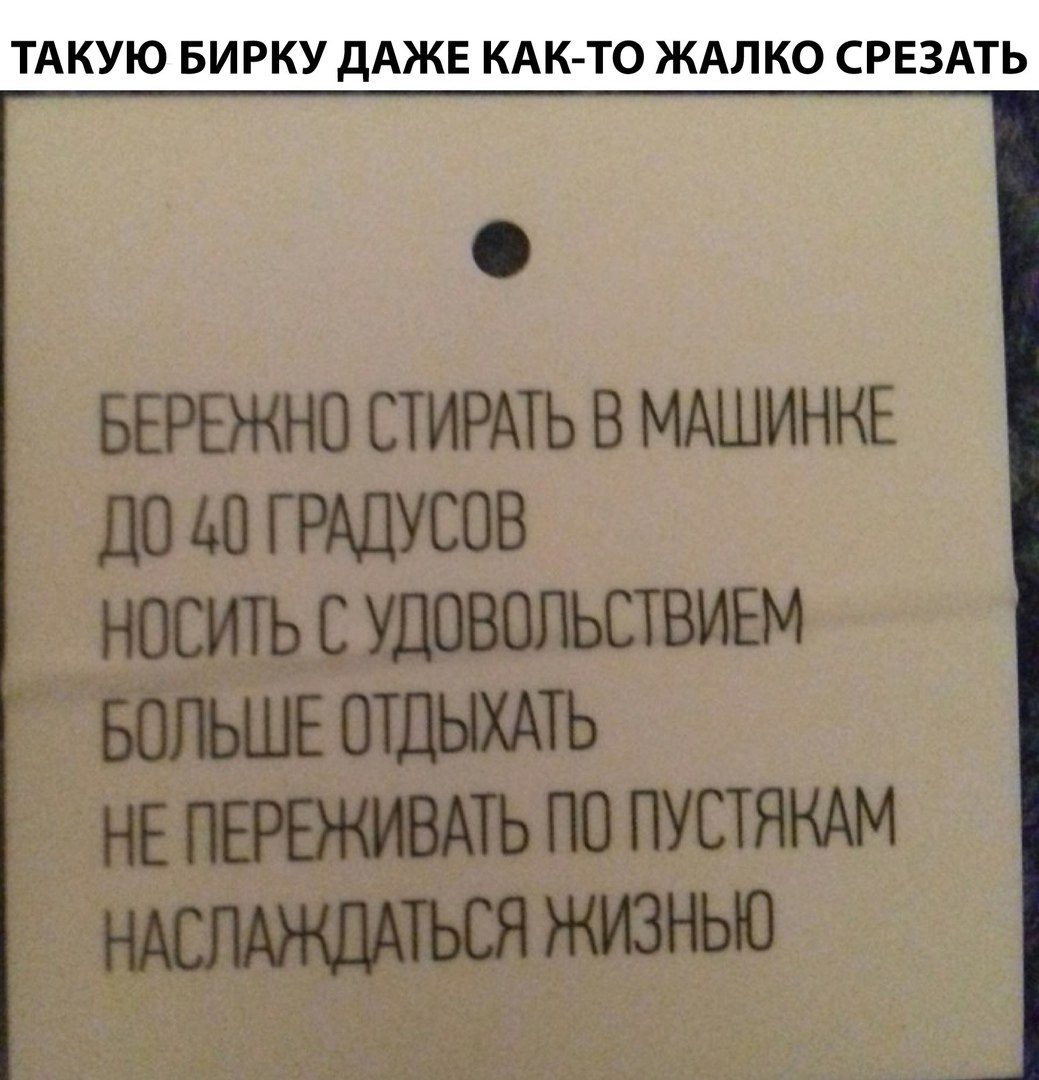 ТАКУЮ БИРКУ ДАЖЕ КАК-ТО ЖАЛКО СРЕЗАТЬ
БЕРЕЖНО СТИРАТЬ В МАШИНКЕ
ДО 40 ГРАДУСОВ
НОСИТЬ С УДОВОЛЬСТВИЕМ
БОЛЬШЕ ОТДЫХАТЬ
НЕ ПЕРЕЖИВАТЬ ПО ПУСТЯКАМ
НАСЛАЖДАТЬСЯ ЖИЗНЬЮ